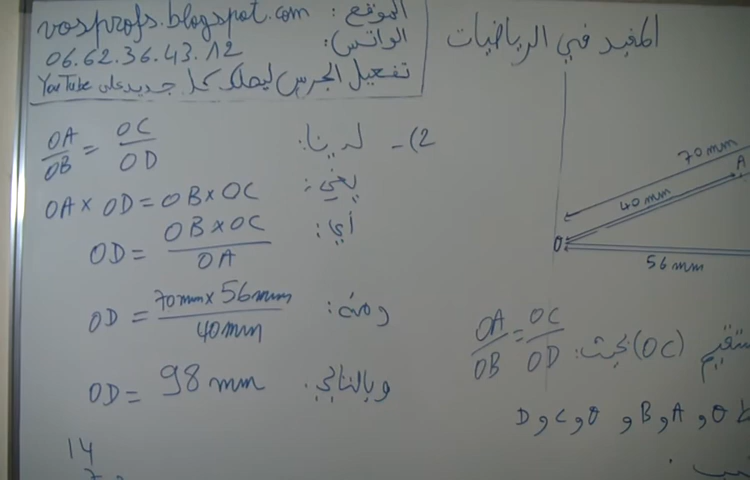 الموقع: vosprofs.blogspot.com
الواتس: 06.62.36.43.12
تفعيل الجرس ليصلك كل جديد على YouTube
المفيد في الرياضيات
2)- لدينا: OA/OB = OC/OD
يعني: OA × OD = OB × OC
أي: OD = OB × OC / OA
ومنه: OD = 70mm × 56mm / 40mm
وبالتالي: OD = 98 mm
14
70 mm
A
40 mm
O
56 mm
(OC) بحيث: OA/OB = OC/OD
O و A و B و O و C و D